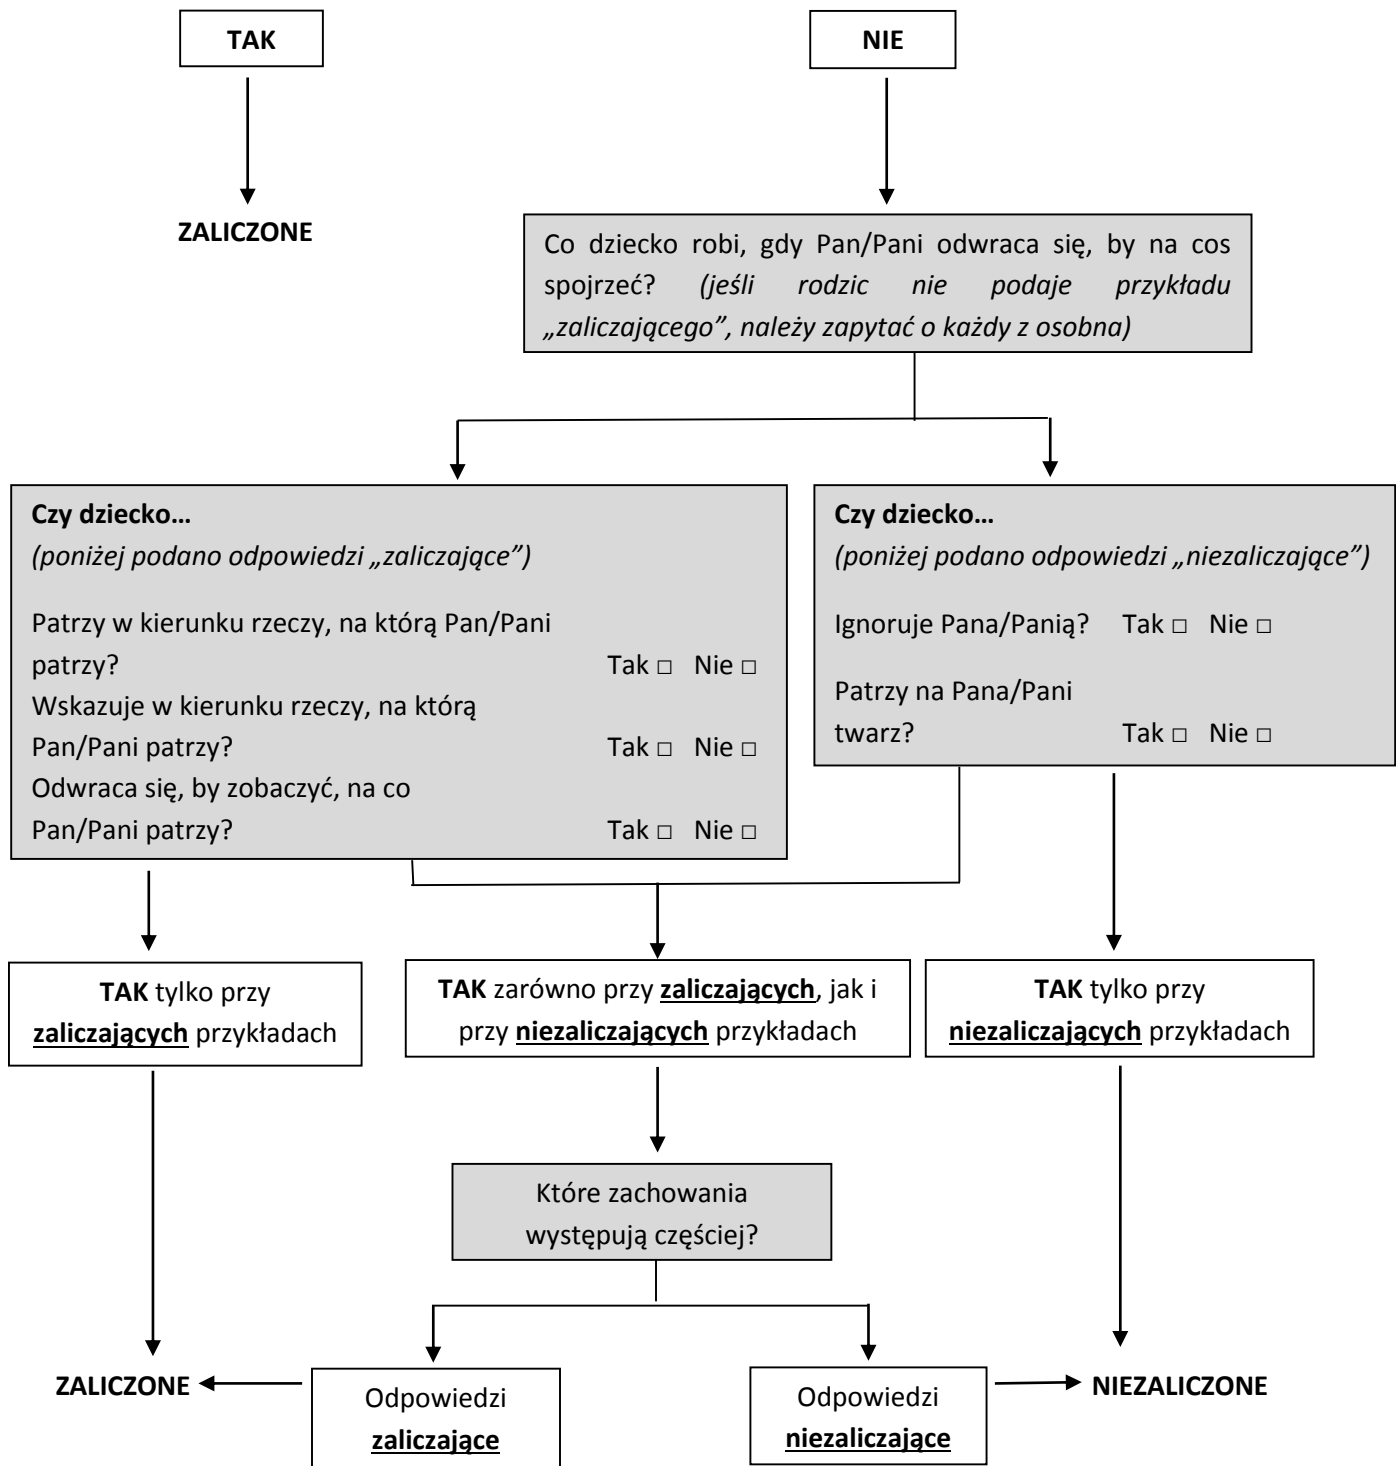 TAK
NIE
ZALICZONE
Co dziecko robi, gdy Pan/Pani odwraca się, by na cos
spojrzeć? (jeśli rodzic nie podaje przykładu
„zaliczającego”, należy zapytać o każdy z osobna)
Czy dziecko...
(poniżej podano odpowiedzi „zaliczające”)
Patrzy w kierunku rzeczy, na którą Pan/Pani
patrzy? Tak □ Nie □
Wskazuje w kierunku rzeczy, na którą
Pan/Pani patrzy? Tak □ Nie □
Odwraca się, by zobaczyć, na co
Pan/Pani patrzy? Tak □ Nie □
Czy dziecko...
(poniżej podano odpowiedzi „niezaliczające”)
Ignoruje Pana/Panią? Tak □ Nie □
Patrzy na Pana/Pani
twarz? Tak □ Nie □
TAK tylko przy
zaliczających przykładach
TAK zarówno przy zaliczających, jak i
przy niezaliczających przykładach
TAK tylko przy
niezaliczających przykładach
Które zachowania
występują częściej?
ZALICZONE
Odpowiedzi
zaliczające
Odpowiedzi
niezaliczające
NIEZALICZONE